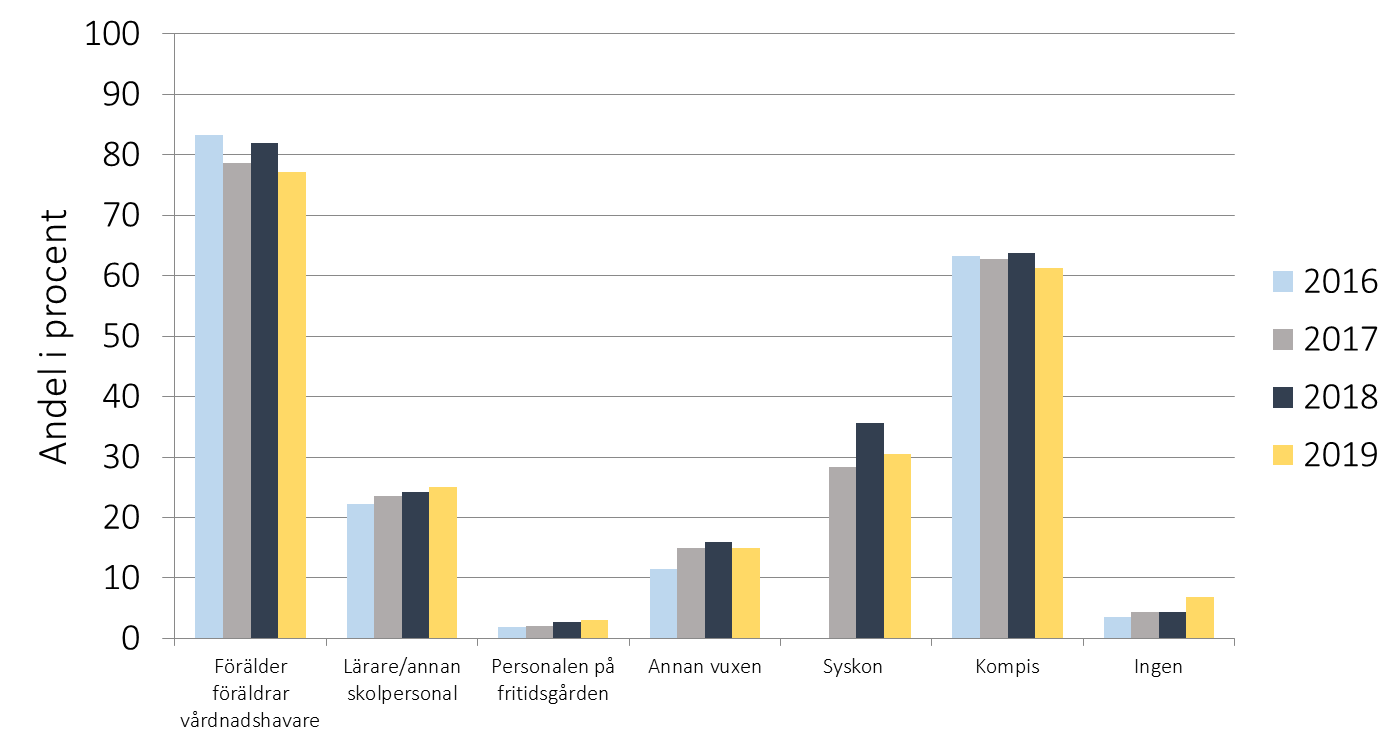 Andel i procent
100
90
80
70
60
50
40
30
20
10
0
Förälder
föräldrar
vårdnadshavare
Lärare/annan
skolpersonal
Personalen på
fritidsgården
Annan vuxen
Syskon
Kompis
Ingen
2016
2017
2018
2019